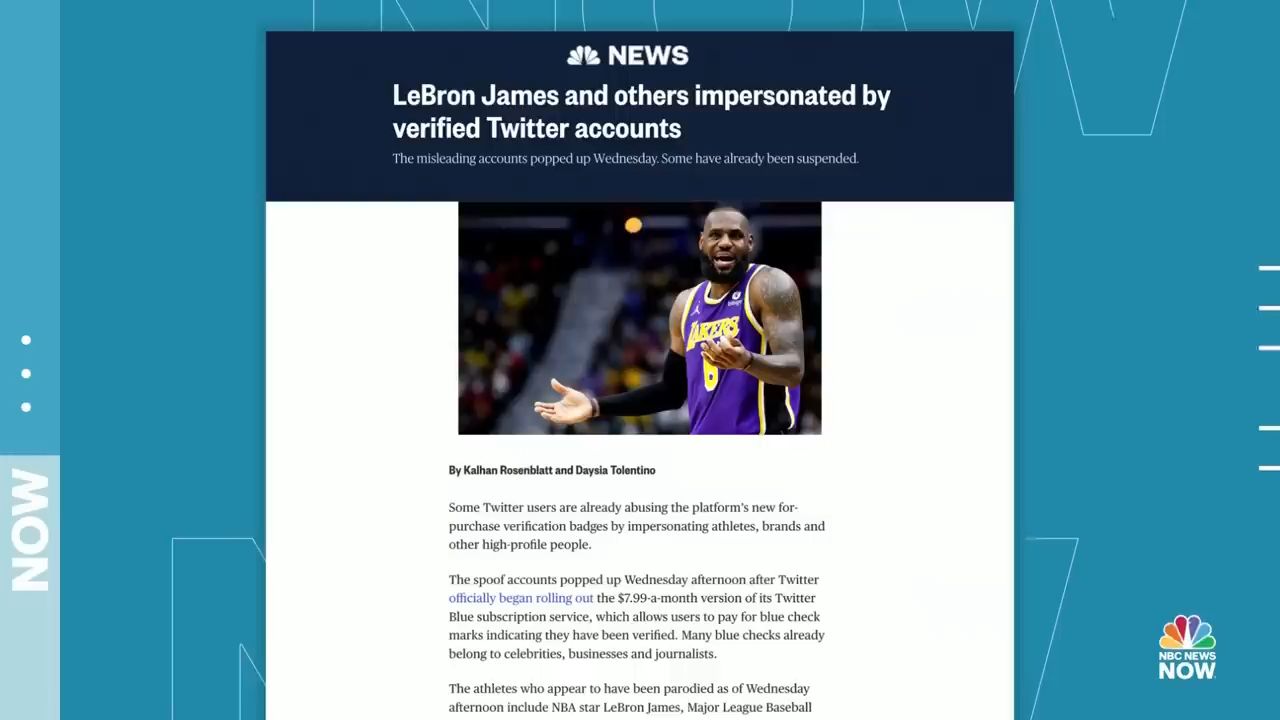 NEWS
LeBron James and others impersonated by
verified Twitter accounts
The misleading accounts popped up Wednesday. Some have already been suspended.
LAKERS
6
By Kalhan Rosenblatt and Daysia Tolentino
Some Twitter users are already abusing the platform's new for-
purchase verification badges by impersonating athletes, brands and
other high-profile people.
The spoof accounts popped up Wednesday afternoon after Twitter
officially began rolling out the $7.99-a-month version of its Twitter
Blue subscription service, which allows users to pay for blue check
marks indicating they have been verified. Many blue checks already
belong to celebrities, businesses and journalists.
The athletes who appear to have been parodied as of Wednesday
afternoon include NBA star LeBron James, Major League Baseball
NOW
NBC NEWS
NOW